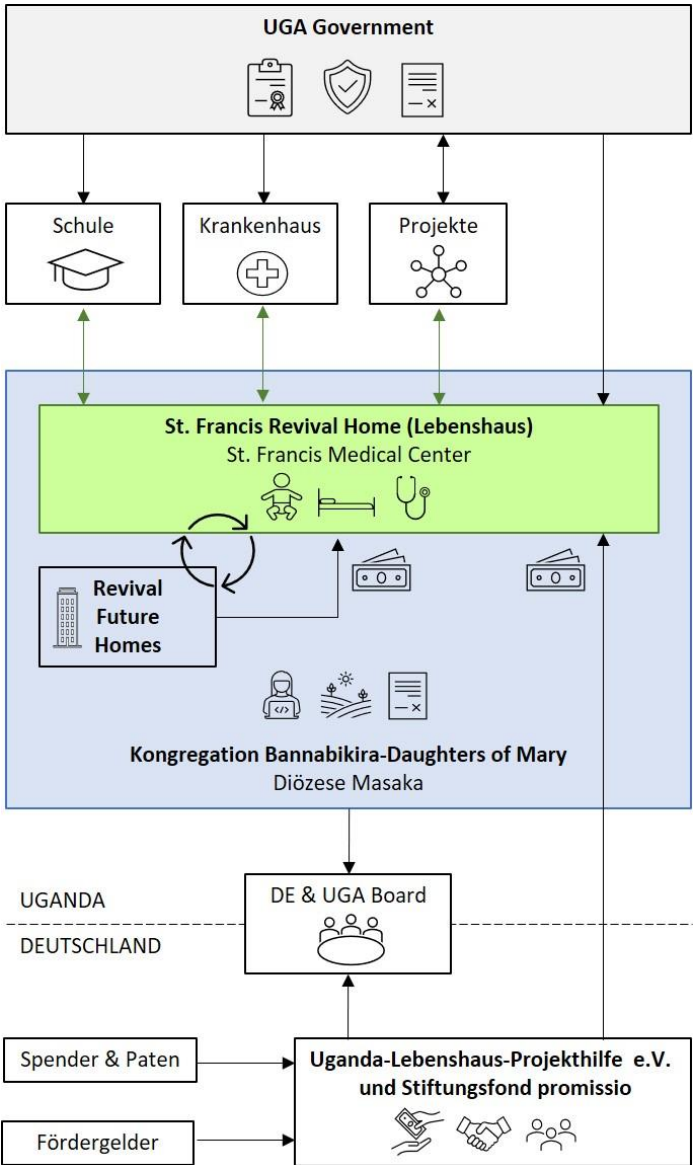 UGA Government
Schule
Krankenhaus
Projekte
St. Francis Revival Home (Lebenshaus)
St. Francis Medical Center
Revival
Future
Homes
Kongregation Bannabikira-Daughters of Mary
Diözese Masaka
UGANDA
DE & UGA Board
DEUTSCHLAND
Spender & Paten
Uganda-Lebenshaus-Projekthilfe e.V.
und Stiftungsfond promissio
Fördergelder